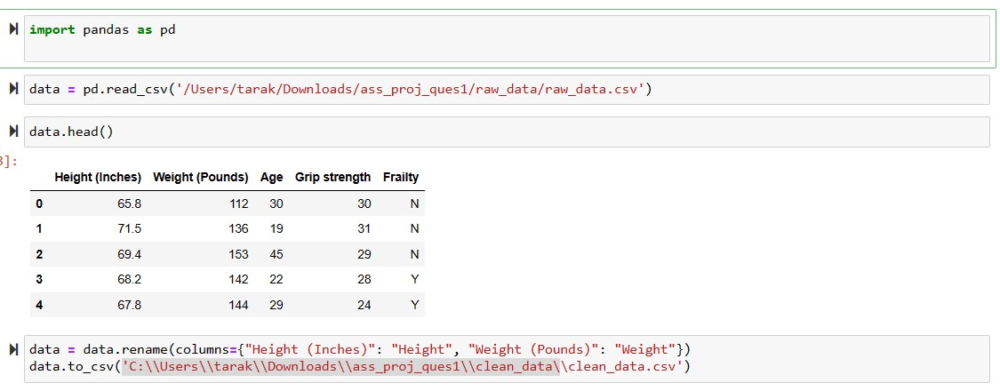 import pandas as pd
data = pd.read_csv('/Users/tarak/Downloads/ass_proj_ques1/raw_data/raw_data.csv')
data.head()
]:
Height (Inches) Weight (Pounds) Age Grip strength Frailty
0 65.8 112 30 30 N
1 71.5 136 19 31 N
2 69.4 153 45 29 N
3 68.2 142 22 28 Y
4 67.8 144 29 24 Y
data = data.rename(columns={"Height (Inches)": "Height", "Weight (Pounds)": "Weight"})
data.to_csv('C:\\Users\\tarak\\Downloads\\ass_proj_ques1\\clean_data\\clean_data.csv')